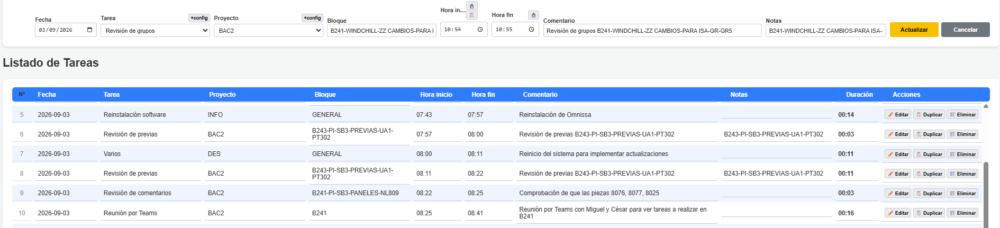 Fecha
03/09/2026
Tarea +config
Revisión de grupos
Proyecto +config
BAC2
Bloque
B241-WINDCHILL-ZZ CAMBIOS-PARA I
Hora in...
10:54
Hora fin
10:55
Comentario
Revisión de grupos B241-WINDCHILL-ZZ CAMBIOS-PARA ISA-GR-GR5
Notas
B241-WINDCHILL-ZZ CAMBIOS-PARA ISA-
Actualizar Cancelar
Listado de Tareas
Nº Fecha Tarea Proyecto Bloque Hora inicio Hora fin Comentario Notas Duración Acciones
5 2026-09-03 Reinstalación software INFO GENERAL 07:43 07:57 Reinstalación de Omnissa 00:14 Editar Duplicar Eliminar
6 2026-09-03 Revisión de previas BAC2 B243-PI-SB3-PREVIAS-UA1-
PT302 07:57 08:00 Revisión de previas B243-PI-SB3-PREVIAS-UA1-PT302 B243-PI-SB3-PREVIAS-UA1-PT302 00:03 Editar Duplicar Eliminar
7 2026-09-03 Varios DES GENERAL 08:00 08:11 Reinicio del sistema para implementar actualizaciones 00:11 Editar Duplicar Eliminar
8 2026-09-03 Revisión de previas BAC2 B243-PI-SB3-PREVIAS-UA1-
PT302 08:11 08:22 Revisión de previas B243-PI-SB3-PREVIAS-UA1-PT302 B243-PI-SB3-PREVIAS-UA1-PT302 00:11 Editar Duplicar Eliminar
9 2026-09-03 Revisión de comentarios BAC2 B241-PI-SB3-PANELES-NL809 08:22 08:25 Comprobación de que las piezas 8076, 8077, 8025 00:03 Editar Duplicar Eliminar
10 2026-09-03 Reunión por Teams BAC2 B241 08:25 08:41 Reunión por Teams con Miguel y César para ver tareas a realizar en
B241 00:16 Editar Duplicar Eliminar